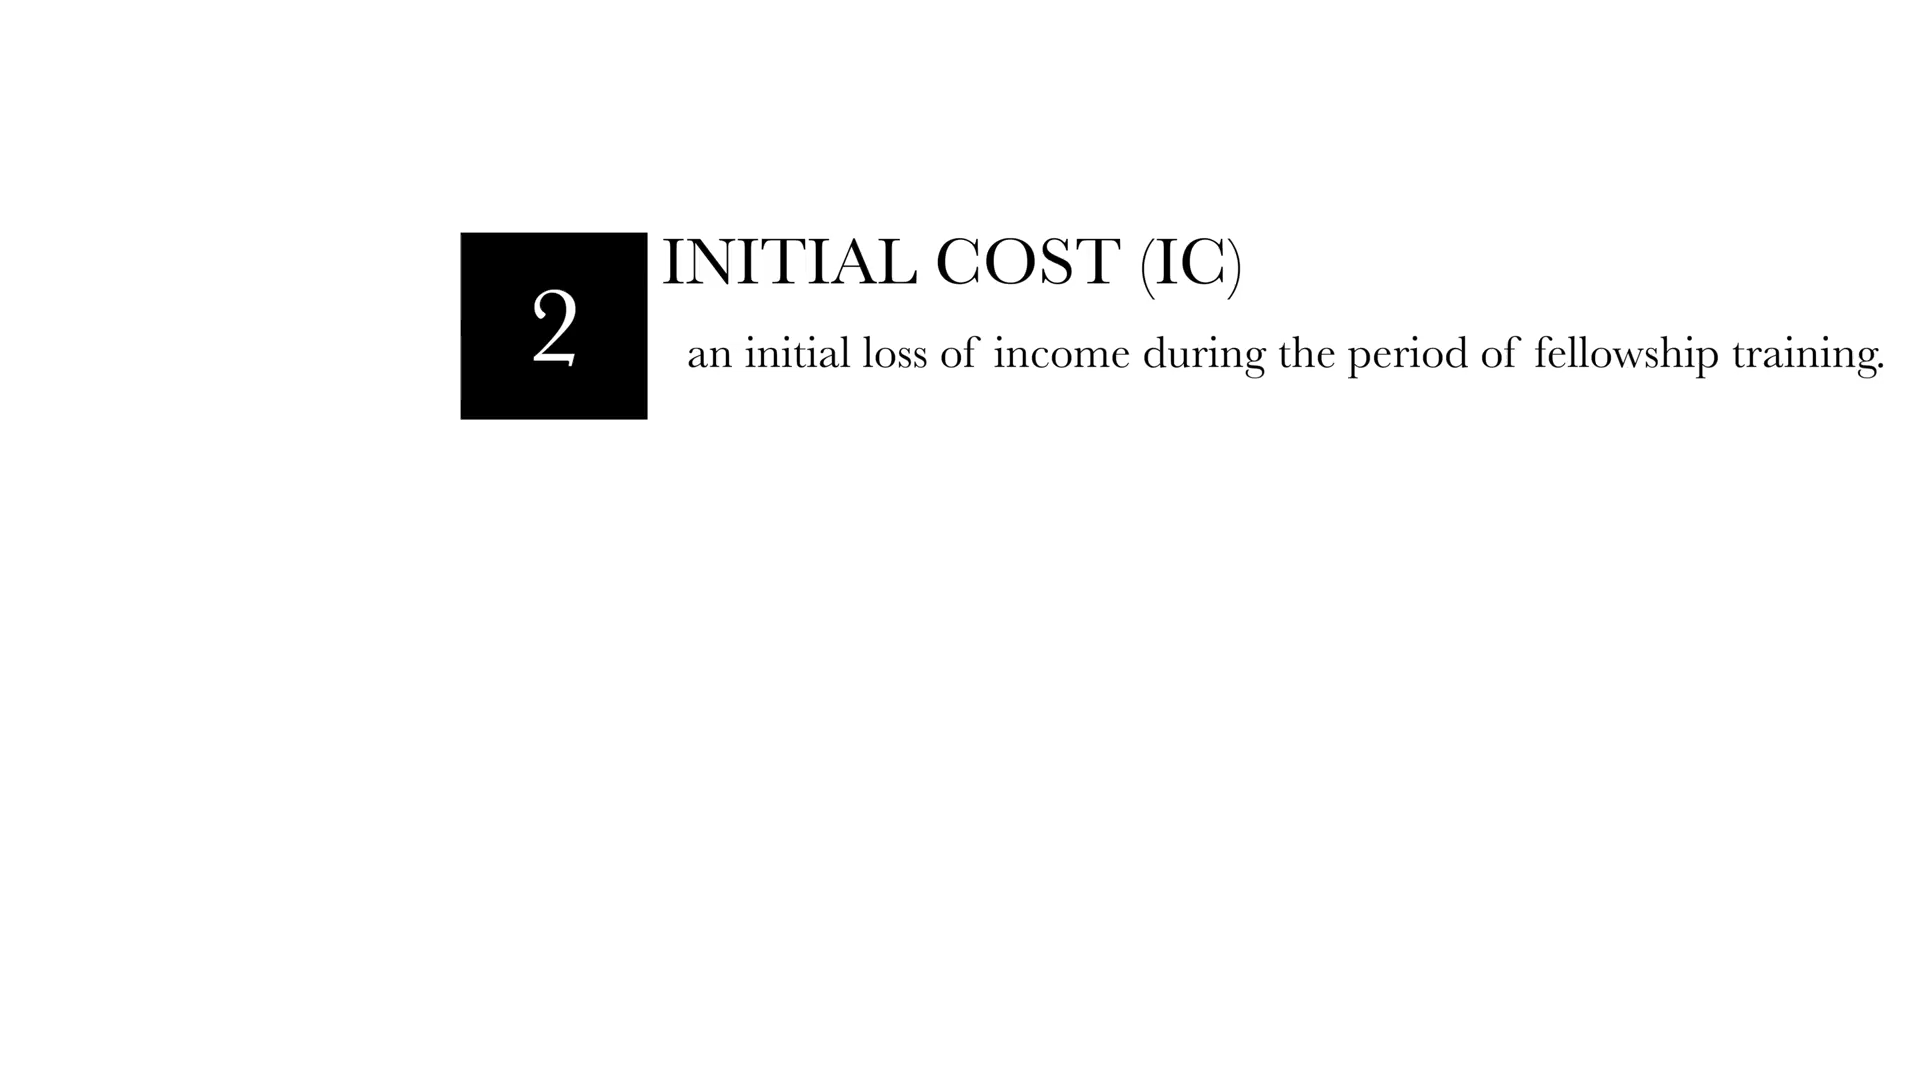 2
INITIAL COST (IC)
an initial loss of income during the period of fellowship training.